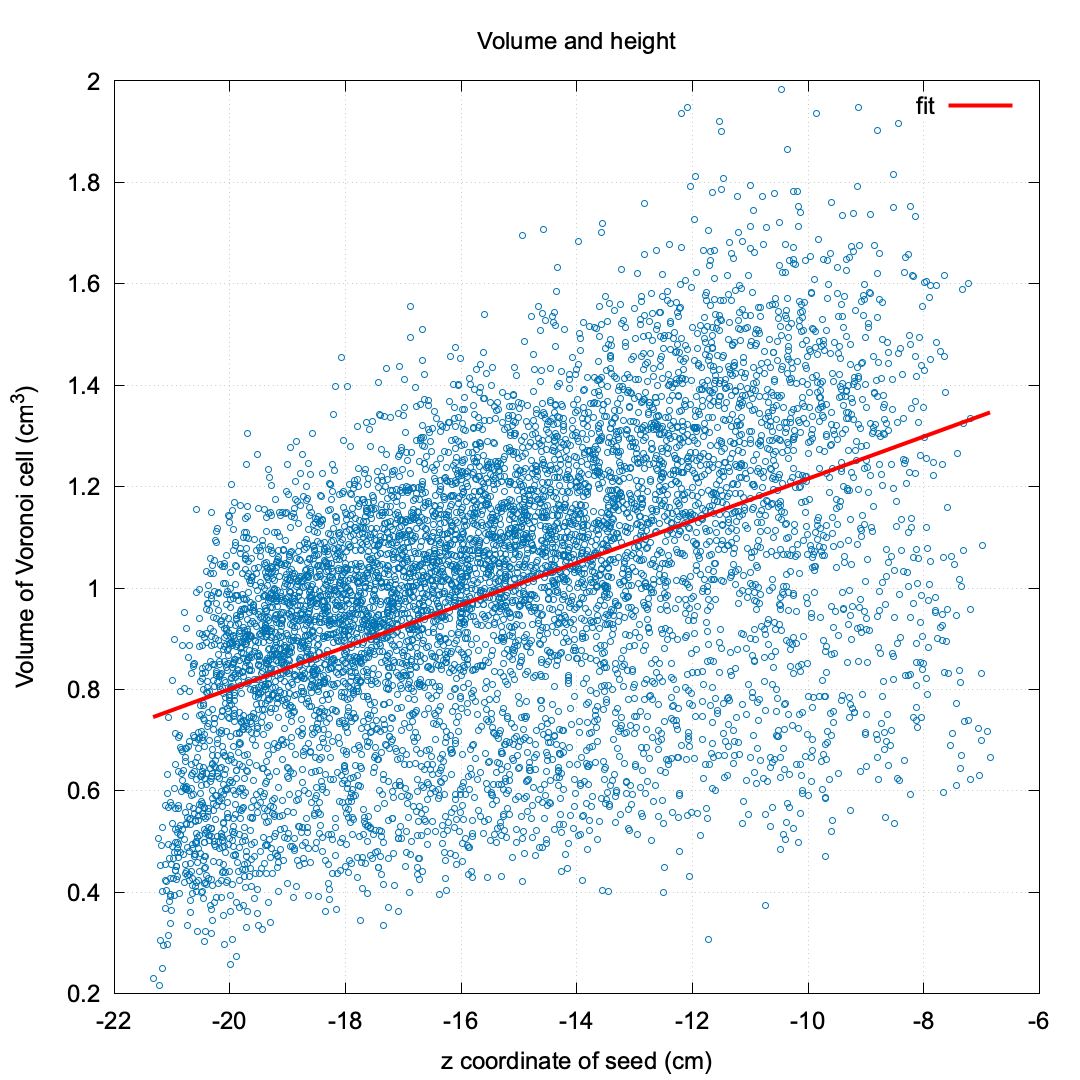 Volume and height
fit
2
1.8
1.6
1.4
1.2
1
0.8
0.6
0.4
0.2
Volume of Voronoi cell (cm³)
-22 -20 -18 -16 -14 -12 -10 -8 -6
z coordinate of seed (cm)